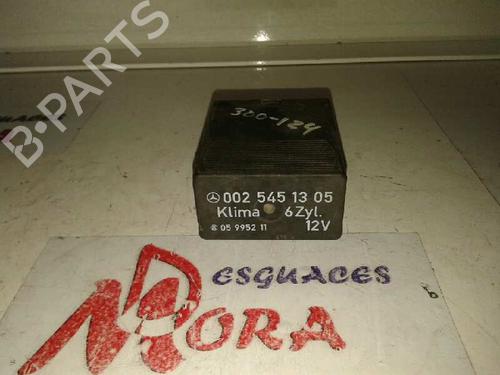 B-PARTS
300-124
002 545 13 05
Klima 6Zyl.
05 9952 11 12V
DESGUACES
MORA